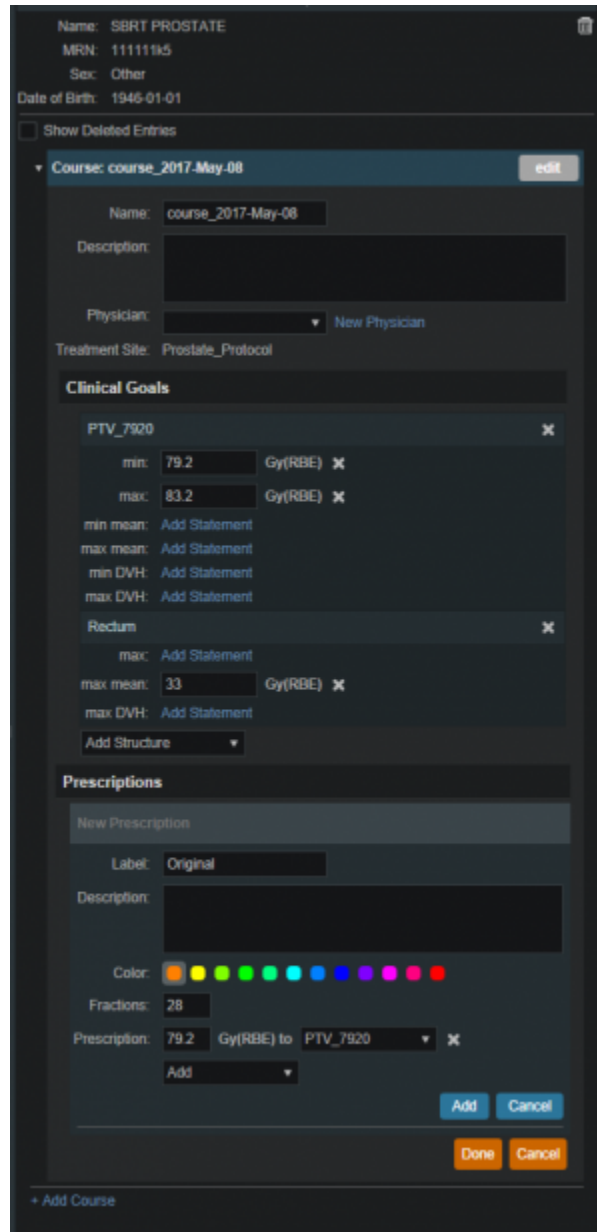 Name: SBRT PROSTATE
MRN: 111111k5
Sex: Other
Date of Birth: 1946-01-01
Show Deleted Entries
Course: course_2017-May-08 edit
Name: course_2017-May-08
Description:
Physician: New Physician
Treatment Site: Prostate_Protocol
Clinical Goals
PTV_7920
min: 79.2 Gy(RBE)
max: 83.2 Gy(RBE)
min mean: Add Statement
max mean: Add Statement
min DVH: Add Statement
max DVH: Add Statement
Rectum
max: Add Statement
max mean: 33 Gy(RBE)
max DVH: Add Statement
Add Structure
Prescriptions
New Prescription
Label: Original
Description:
Color:
Fractions: 28
Prescription: 79.2 Gy(RBE) to PTV_7920
Add
Add Cancel
Done Cancel
+ Add Course